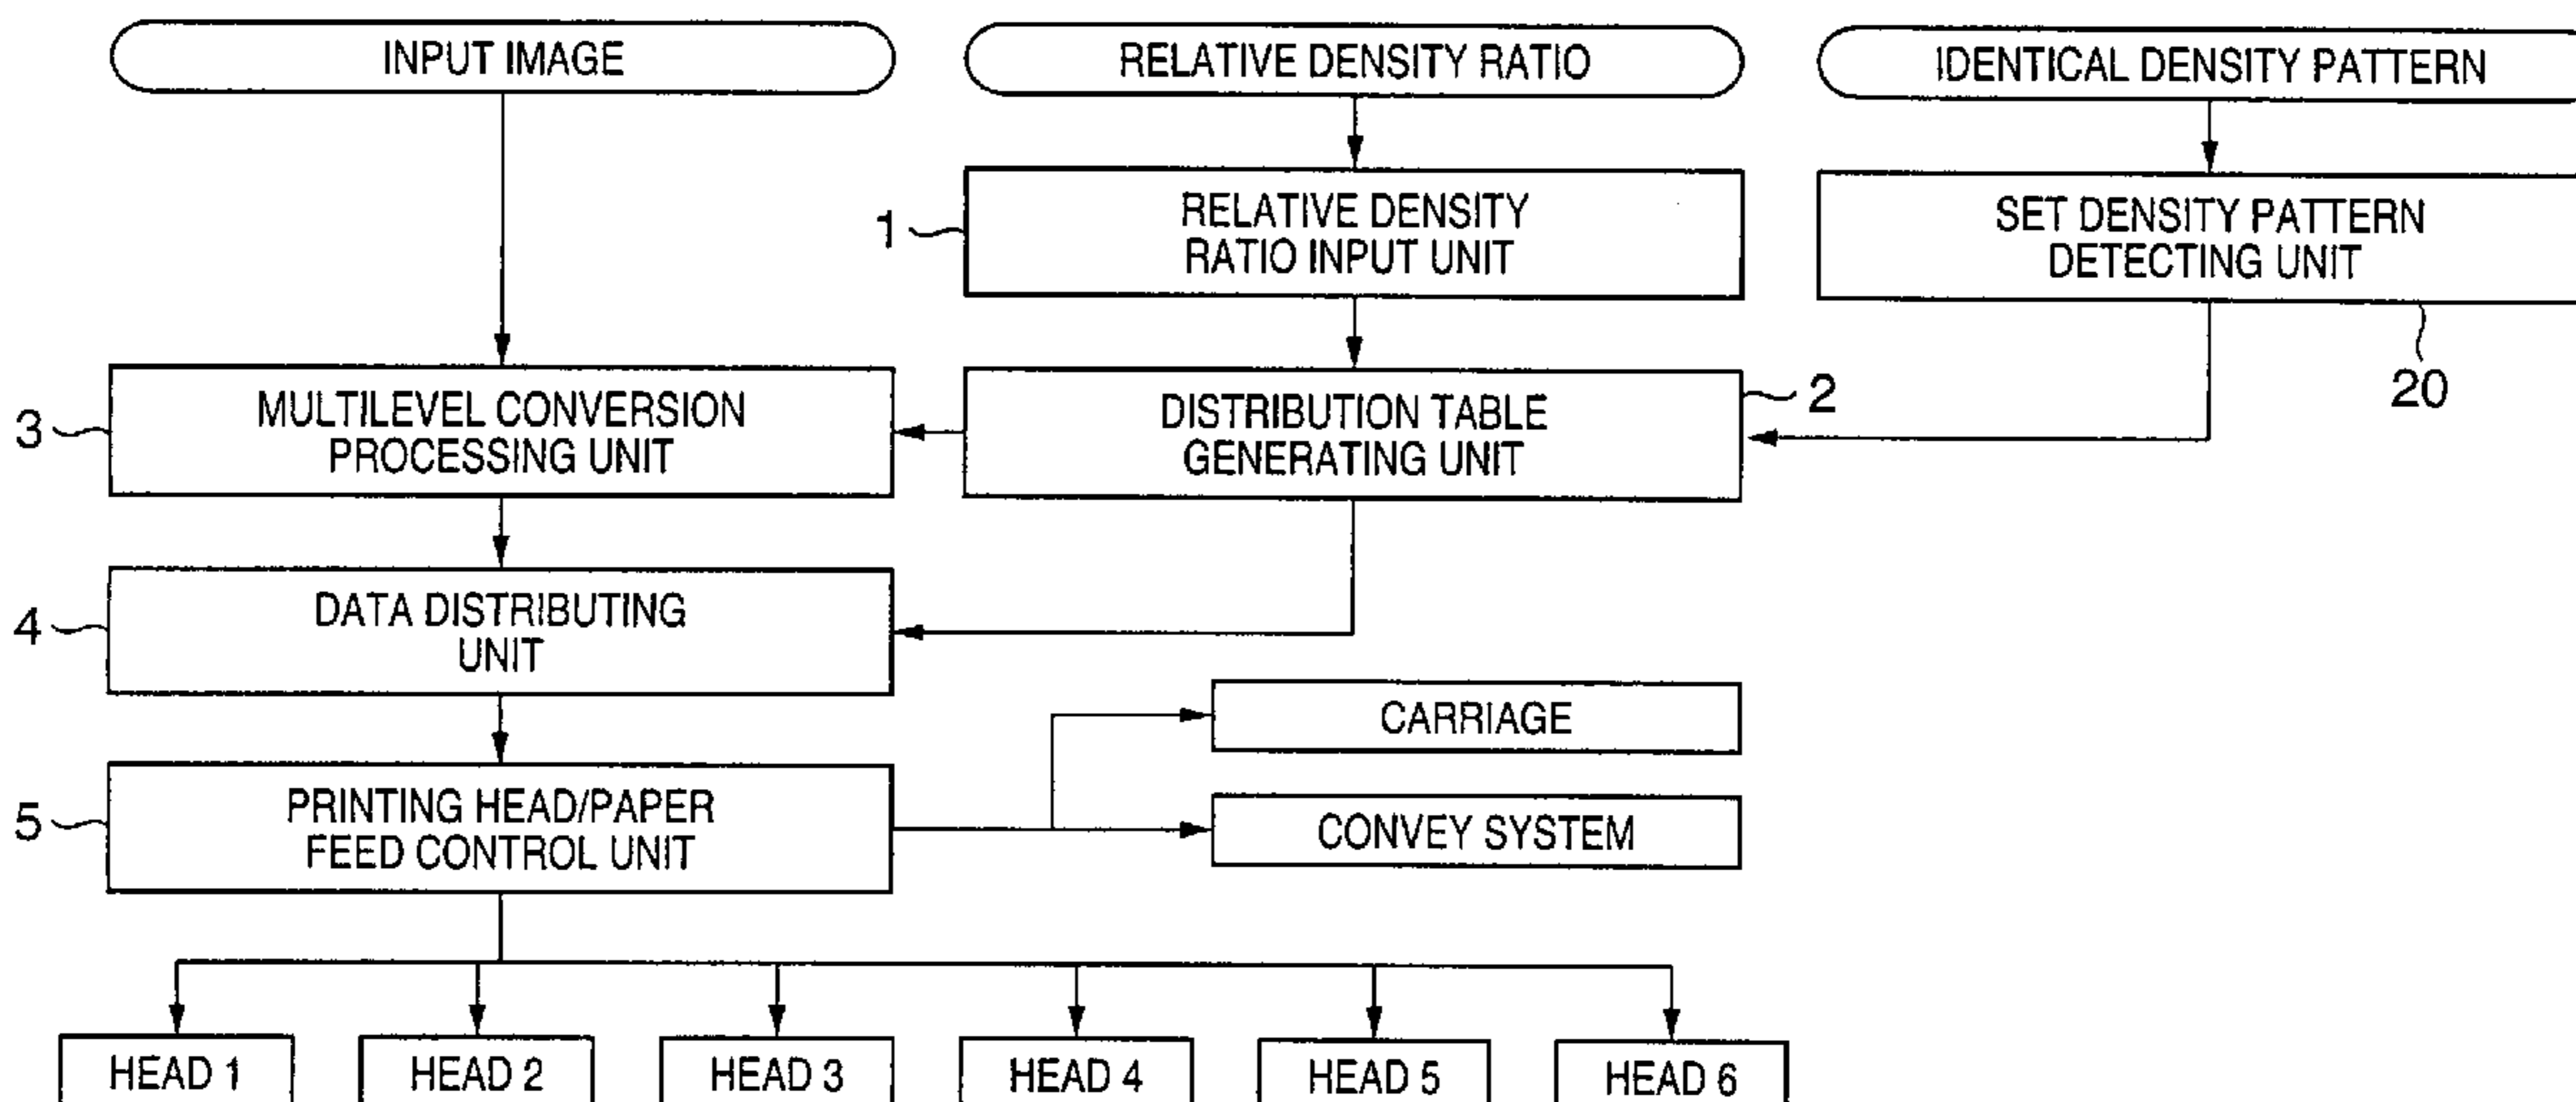 INPUT IMAGE
RELATIVE DENSITY RATIO
IDENTICAL DENSITY PATTERN
1
RELATIVE DENSITY
RATIO INPUT UNIT
SET DENSITY PATTERN
DETECTING UNIT
20
3
MULTILEVEL CONVERSION
PROCESSING UNIT
DISTRIBUTION TABLE
GENERATING UNIT
2
4
DATA DISTRIBUTING
UNIT
CARRIAGE
5
PRINTING HEAD/PAPER
FEED CONTROL UNIT
CONVEY SYSTEM
HEAD 1
HEAD 2
HEAD 3
HEAD 4
HEAD 5
HEAD 6